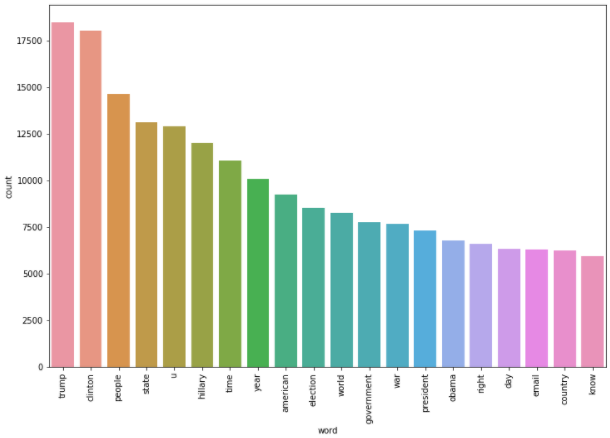 17500
15000
12500
10000
7500
5000
2500
0
count
trump
clinton
people
state
u
hillary
time
year
american
election
world
government
war
president
obama
right
day
email
country
know
word